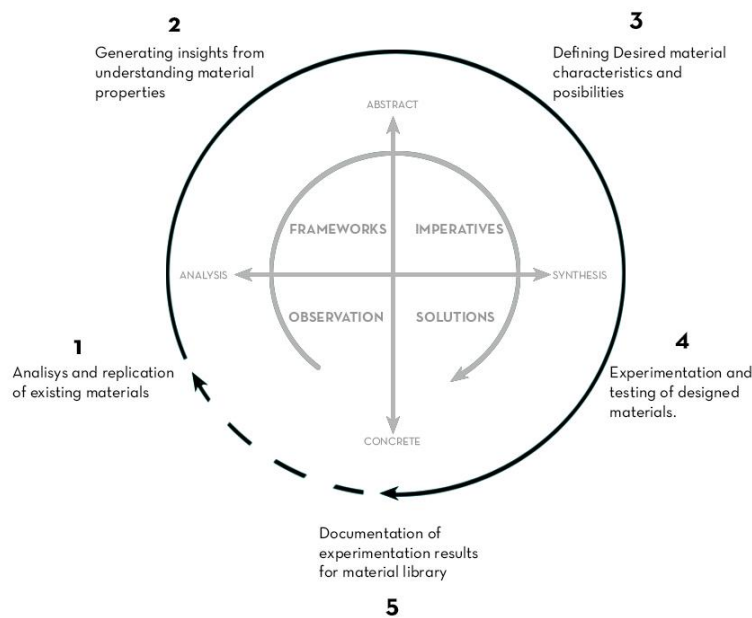 2
Generating insights from
understanding material
properties
3
Defining Desired material
characteristics and
posibilities
ABSTRACT
FRAMEWORKS
IMPERATIVES
ANALYSIS
SYNTHESIS
OBSERVATION
SOLUTIONS
1
Analisys and replication
of existing materials
4
Experimentation and
testing of designed
materials.
CONCRETE
Documentation of
experimentation results
for material library
5